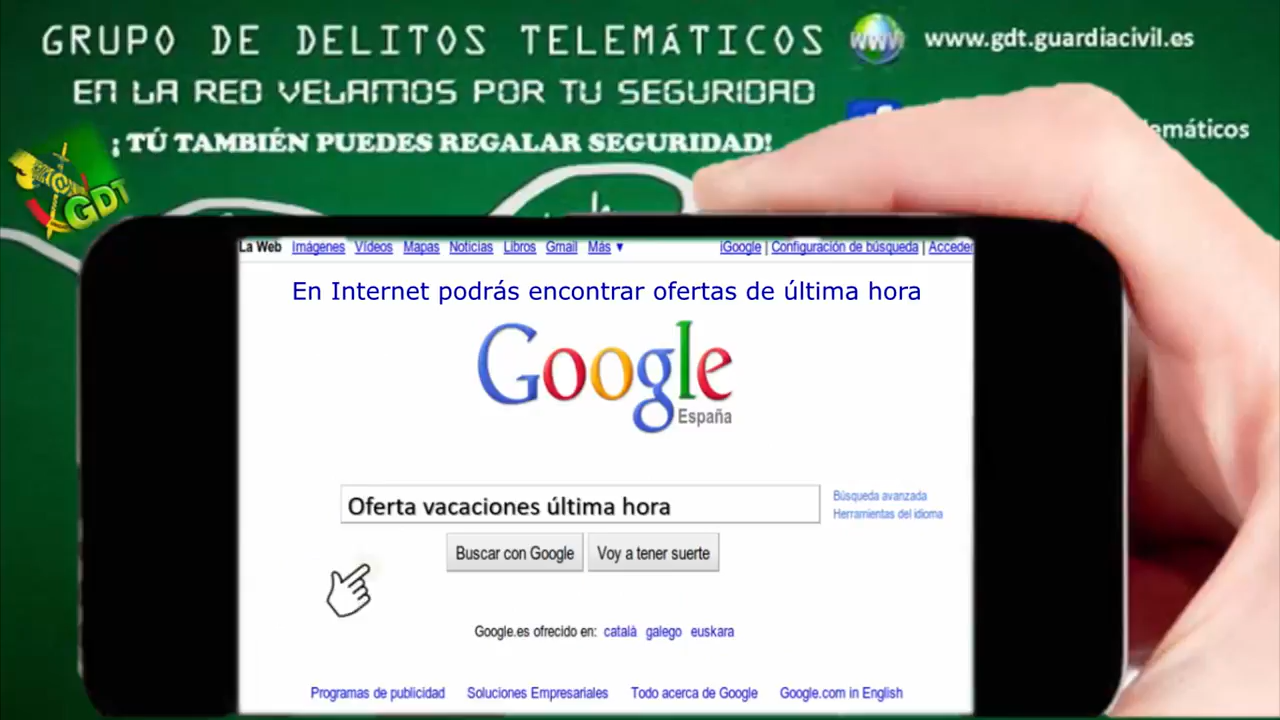 GRUPO DE DELITOS TELEMÁTICOS
www.gdt.guardiacivil.es
EN LA RED VELAMOS POR TU SEGURIDAD
¡TÚ TAMBIÉN PUEDES REGALAR SEGURIDAD!
GDT
La Web Imágenes Vídeos Mapas Noticias Libros Gmail Más ▼ iGoogle | Configuración de búsqueda | Acceder
En Internet podrás encontrar ofertas de última hora
Google
España
Oferta vacaciones última hora
Búsqueda avanzada
Herramientas del idioma
Buscar con Google Voy a tener suerte
Google.es ofrecido en: català galego euskara
Programas de publicidad Soluciones Empresariales Todo acerca de Google Google.com in English